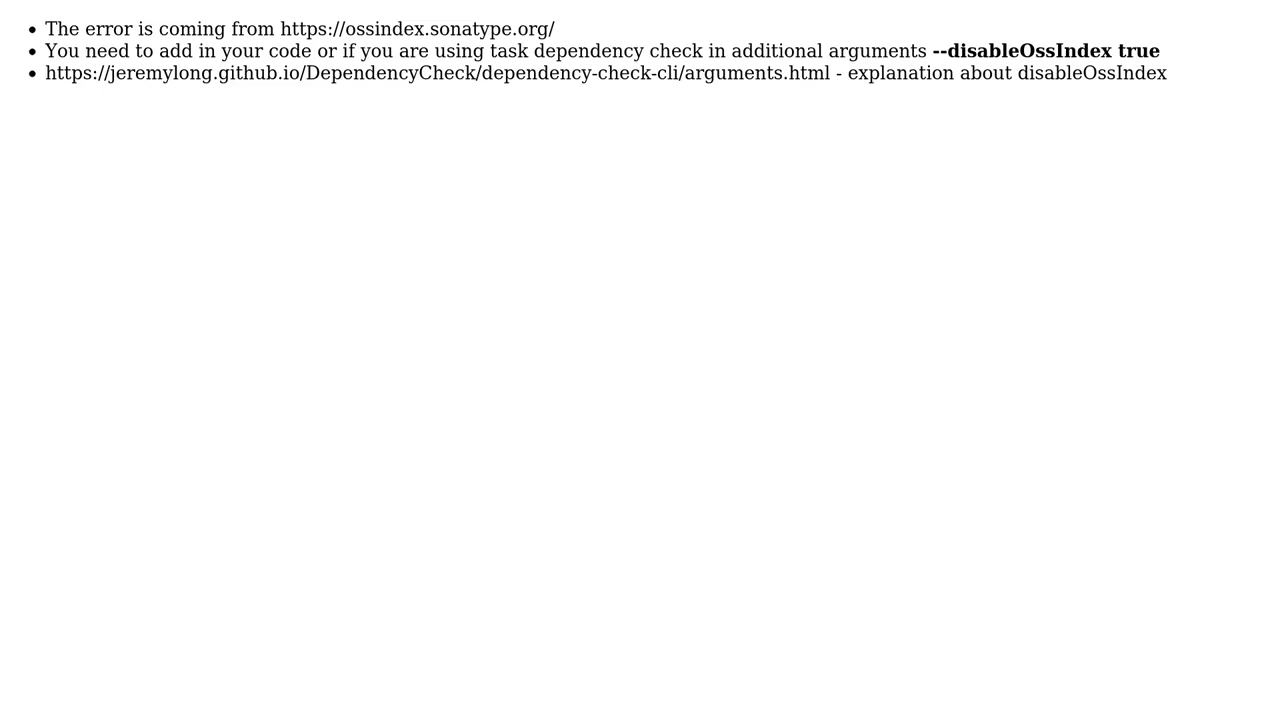 • The error is coming from https://ossindex.sonatype.org/
• You need to add in your code or if you are using task dependency check in additional arguments --disableOssIndex true
• https://jeremylong.github.io/DependencyCheck/dependency-check-cli/arguments.html - explanation about disableOssIndex